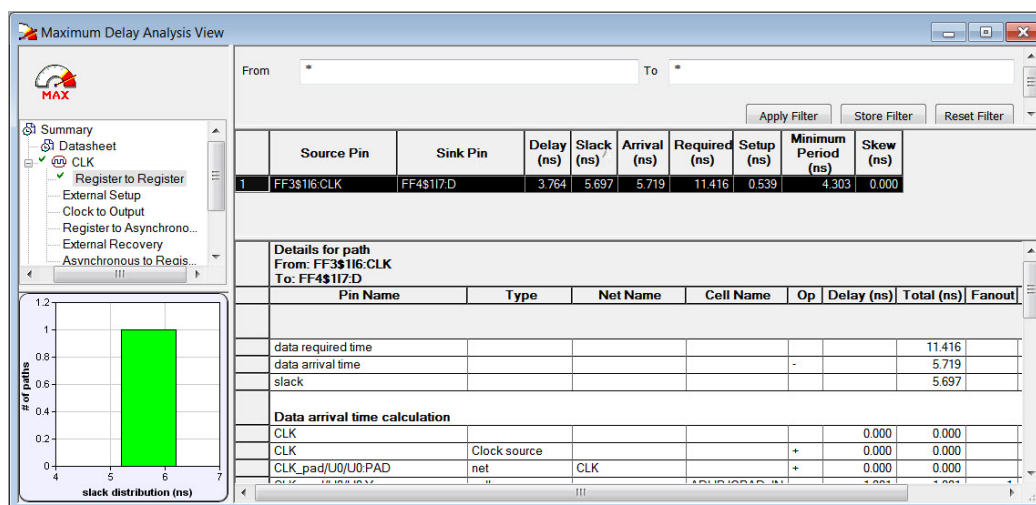 Maximum Delay Analysis View
MAX
From * To *
Apply Filter Store Filter Reset Filter
Summary
Datasheet
CLK
Register to Register
External Setup
Clock to Output
Register to Asynchrono...
External Recovery
Asynchronous to Regis...
Source Pin Sink Pin Delay (ns) Slack (ns) Arrival (ns) Required (ns) Setup (ns) Minimum Period (ns) Skew (ns)
1 FF3$1I6:CLK FF4$1I7:D 3.764 5.697 5.719 11.416 0.539 4.303 0.000
Details for path
From: FF3$1I6:CLK
To: FF4$1I7:D
Pin Name Type Net Name Cell Name Op Delay (ns) Total (ns) Fanout
data required time 11.416
data arrival time - 5.719
slack 5.697
Data arrival time calculation
CLK 0.000 0.000
CLK Clock source + 0.000 0.000
CLK_pad/U0/U0:PAD net CLK + 0.000 0.000
# of paths
1.2
1
0.8
0.6
0.4
0.2
0
4 5 6 7
slack distribution (ns)